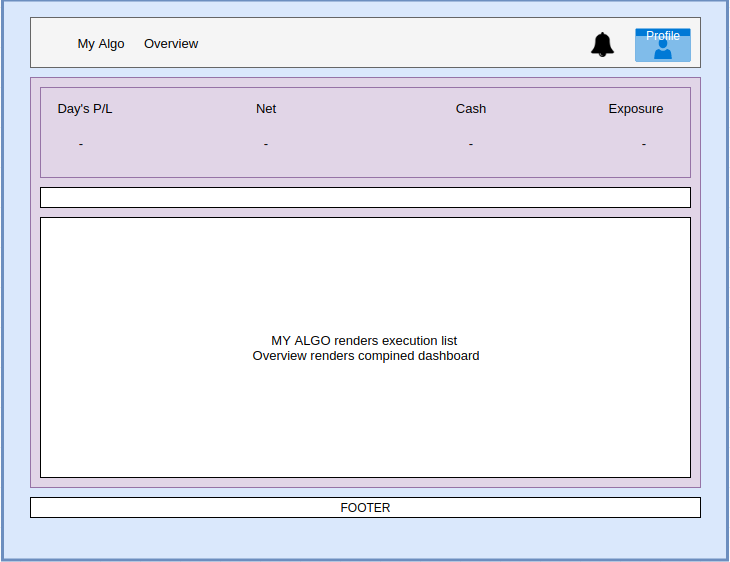 My Algo Overview Profile
Day's P/L Net Cash Exposure
- - - -
MY ALGO renders execution list
Overview renders compined dashboard
FOOTER